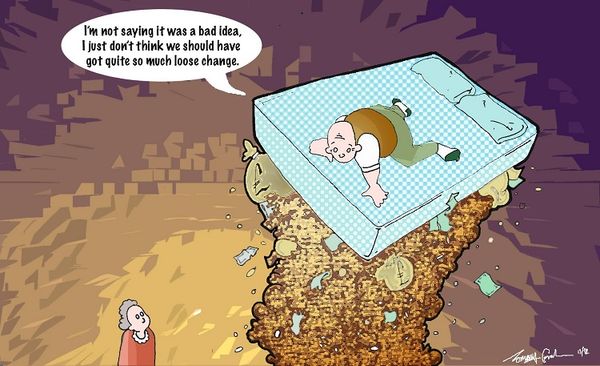 I'm not saying it was a bad idea,
I just don't think we should have
got quite so much loose change.